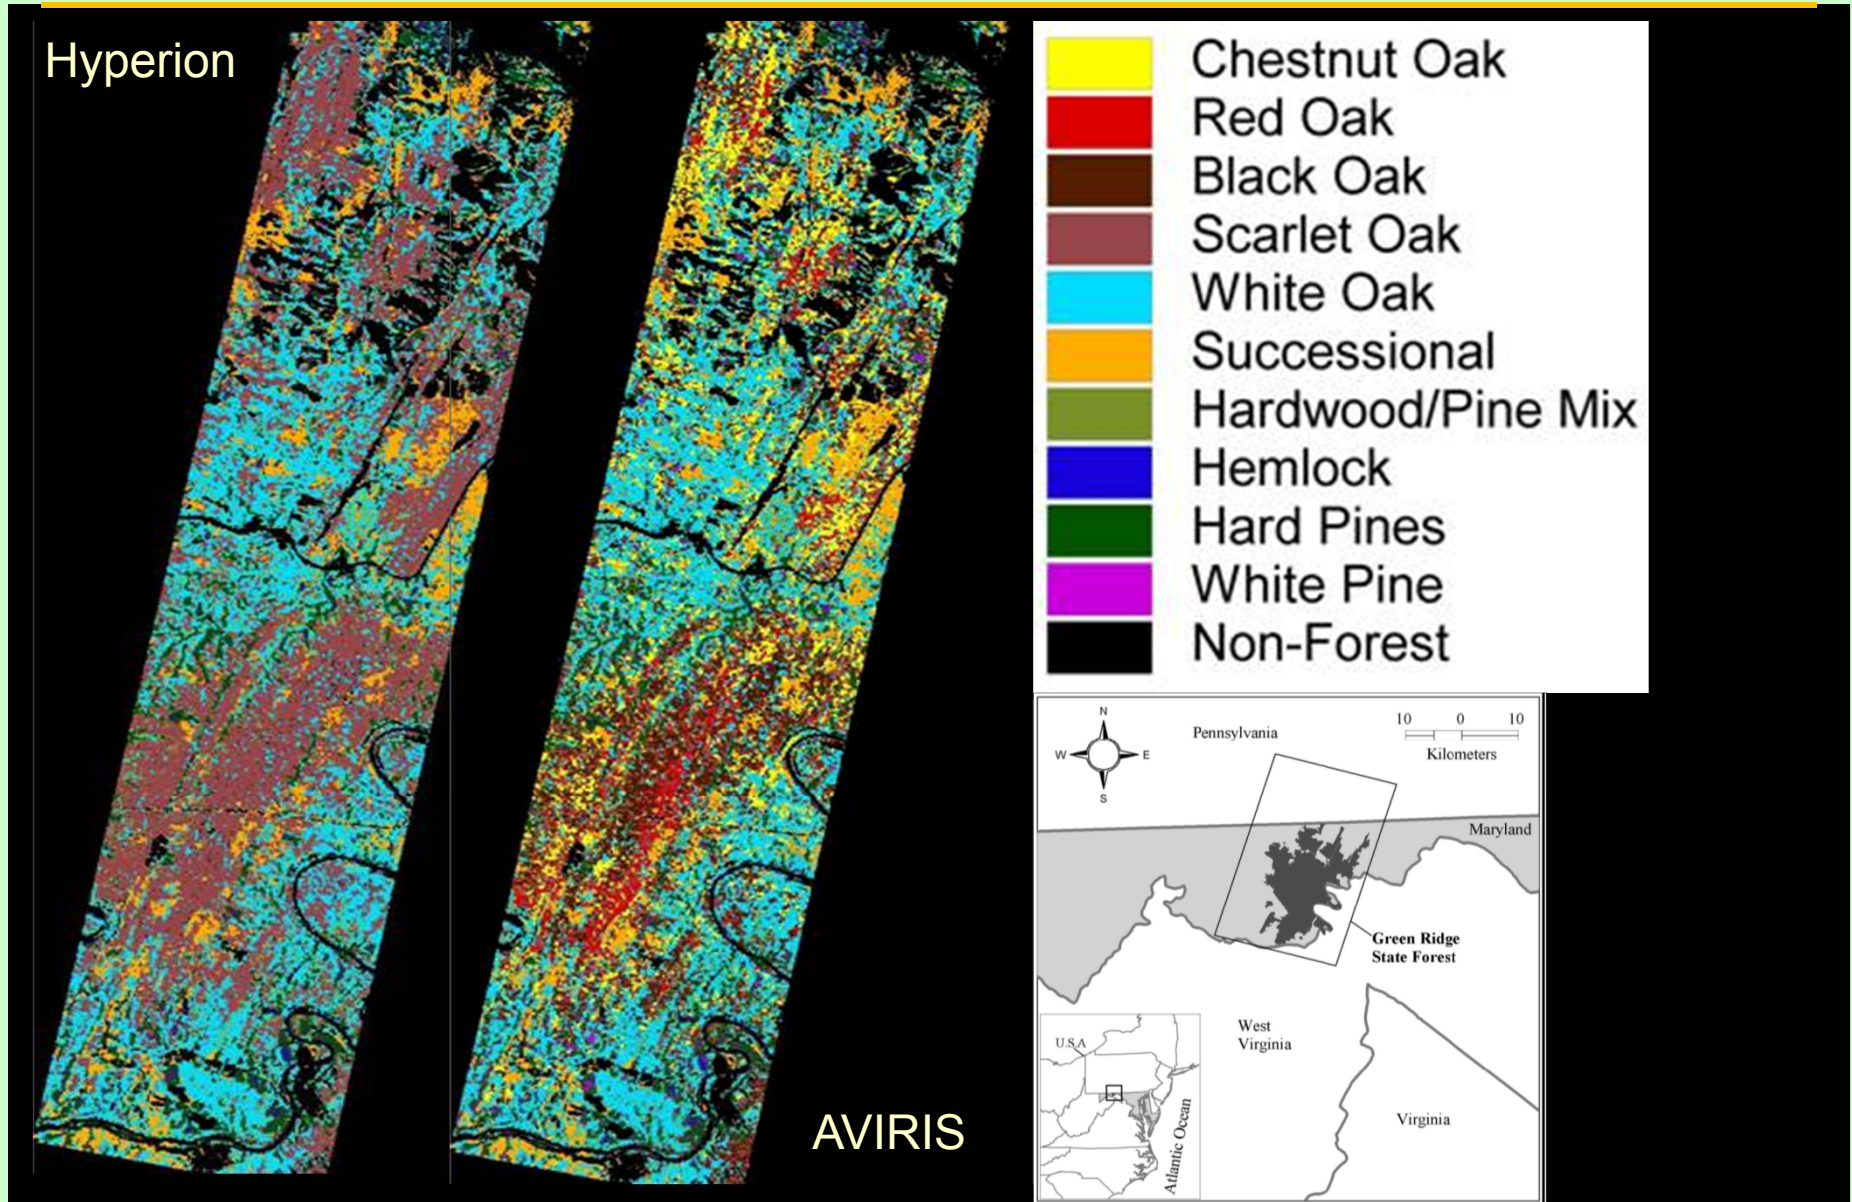 Hyperion
AVIRIS
Chestnut Oak
Red Oak
Black Oak
Scarlet Oak
White Oak
Successional
Hardwood/Pine Mix
Hemlock
Hard Pines
White Pine
Non-Forest
N
W
E
S
Pennsylvania
10 0 10
Kilometers
Maryland
Green Ridge
State Forest
West
Virginia
Virginia
U.S.A
Atlantic Ocean